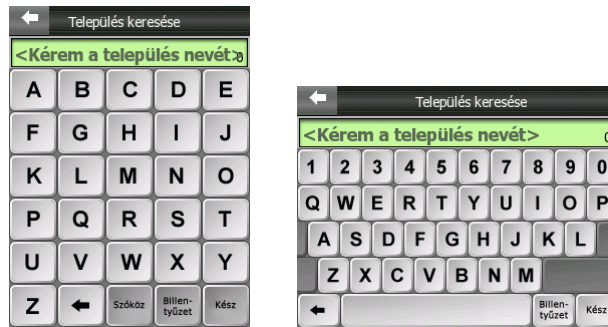 Település keresése
<Kérem a település nevét> 0
A B C D E
F G H I J
K L M N O
P Q R S T
U V W X Y
Z Szóköz Billen-tyűzet Kész
Település keresése
<Kérem a település nevét> 0
1 2 3 4 5 6 7 8 9 0
Q W E R T Y U I O P
A S D F G H J K L
Z X C V B N M
Billen-tyűzet Kész